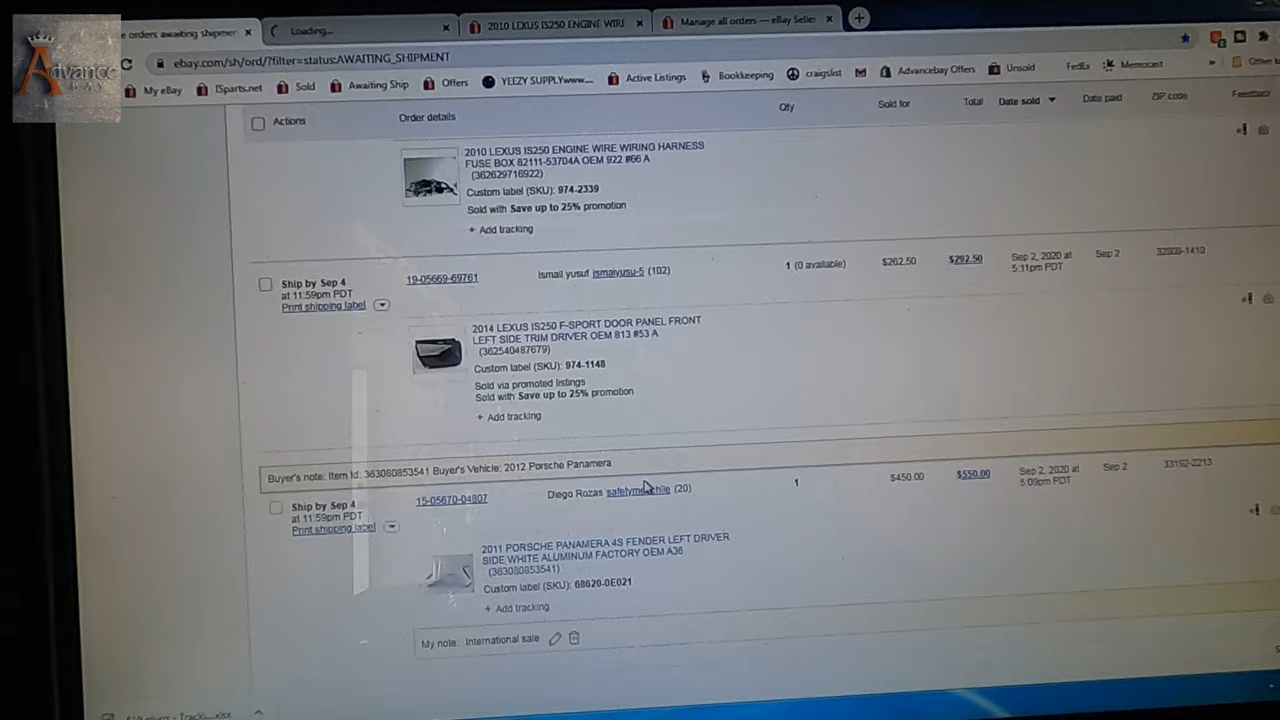 Advance
BAY
e orders awaiting shipmer
Loading...
2010 LEXUS IS250 ENGINE WIRE
Manage all orders — eBay Seller
ebay.com/sh/ord/?filter=status:AWAITING_SHIPMENT
My eBay
ISparts.net
Sold
Awaiting Ship
Offers
YEEZY SUPPLYwww....
Active Listings
Bookkeeping
craigslist
Advancebay Offers
Unsold
FedEx
Memocast
»
Actions
Order details
Qty
Sold for
Total
Date sold
Date paid
ZIP code
Feedback
2010 LEXUS IS250 ENGINE WIRE WIRING HARNESS
FUSE BOX 82111-53704A OEM 922 #66 A
(362629716922)
Custom label (SKU): 974-2339
Sold with Save up to 25% promotion
+ Add tracking
Ship by Sep 4
at 11:59pm PDT
Print shipping label
19-05669-69761
Ismail yusuf ismaiyusu-5 (102)
1 (0 available)
$262.50
$292.50
Sep 2, 2020 at
5:11pm PDT
Sep 2
2014 LEXUS IS250 F-SPORT DOOR PANEL FRONT
LEFT SIDE TRIM DRIVER OEM 813 #53 A
(362540487679)
Custom label (SKU): 974-1148
Sold via promoted listings
Sold with Save up to 25% promotion
+ Add tracking
Buyer's note: Item Id: 363080853541 Buyer's Vehicle: 2012 Porsche Panamera
Ship by Sep 4
at 11:59pm PDT
Print shipping label
15-05670-04807
Diego Rozas
(20)
1
$450.00
$550.00
Sep 2, 2020 at
5:09pm PDT
Sep 2
33192-2213
2011 PORSCHE PANAMERA 4S FENDER LEFT DRIVER
SIDE WHITE ALUMINUM FACTORY OEM A36
(363080853541)
Custom label (SKU): 68620-0E021
+ Add tracking
My note: International sale